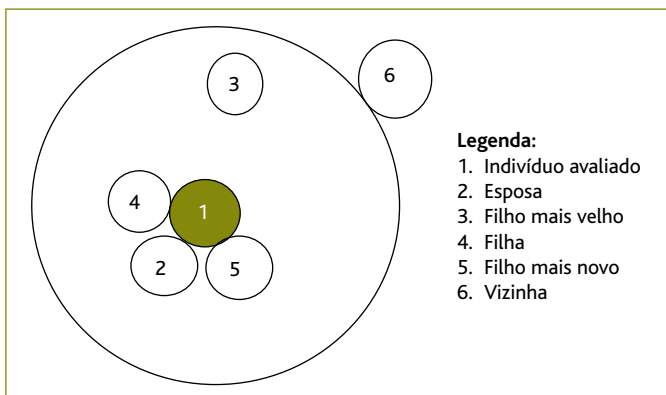 3
6
4
1
2
5
Legenda:
1. Indivíduo avaliado
2. Esposa
3. Filho mais velho
4. Filha
5. Filho mais novo
6. Vizinha